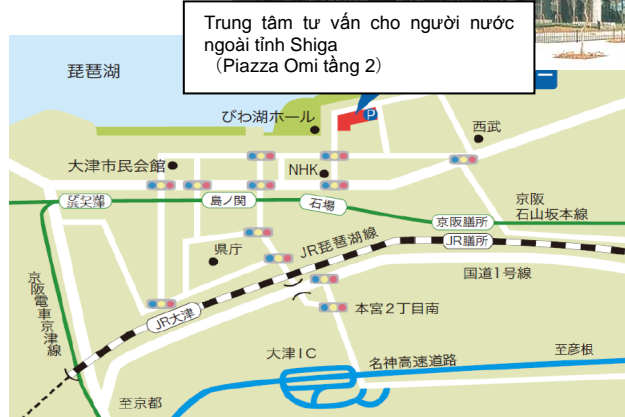 Trung tâm tư vấn cho người nước
ngoài tỉnh Shiga
（Piazza Omi tầng 2）
琵琶湖
びわ湖ホール
P
西武
大津市民会館
NHK
びわ湖
浜大津
島ノ関
石場
京阪膳所
京阪
石山坂本線
県庁
JR琵琶湖線
JR膳所
国道1号線
京阪電車京津線
JR大津
本宮2丁目南
大津IC
名神高速道路
至彦根
至京都